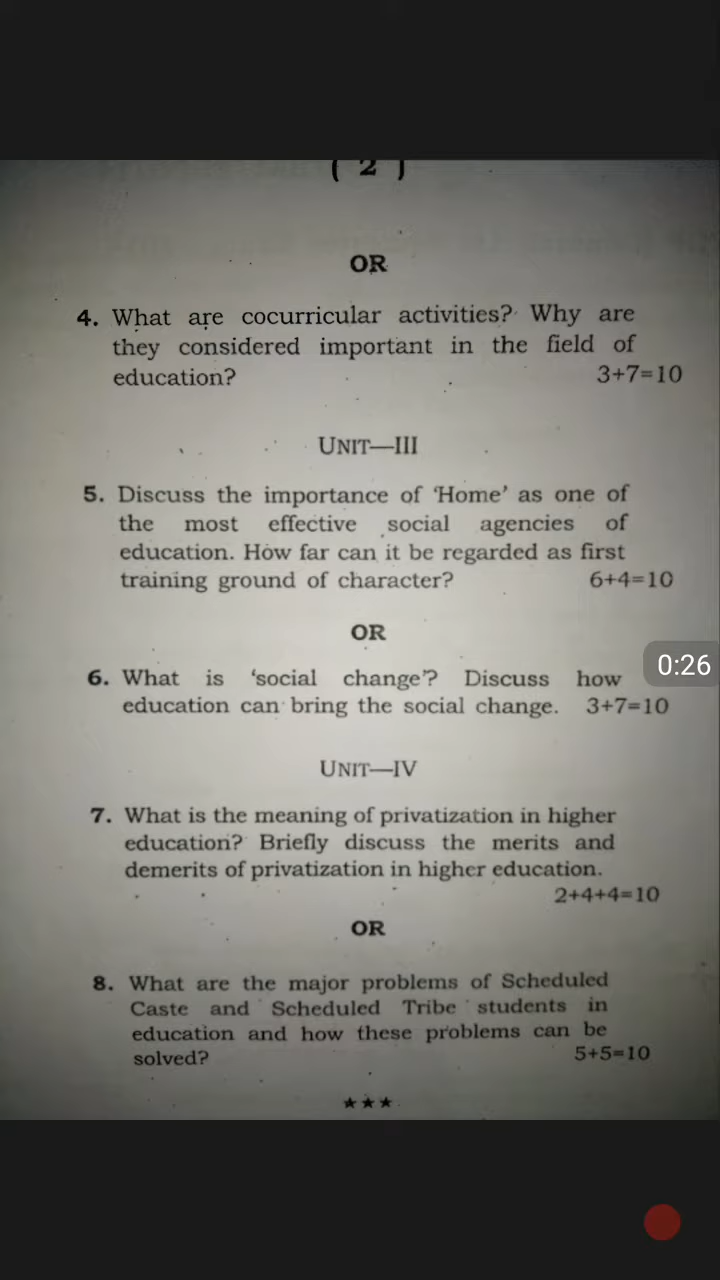 ( 2 )
OR
4. What are cocurricular activities? Why are
they considered important in the field of
education? 3+7=10
UNIT—III
5. Discuss the importance of 'Home' as one of
the most effective social agencies of
education. How far can it be regarded as first
training ground of character? 6+4=10
OR
6. What is 'social change'? Discuss how
education can bring the social change. 3+7=10
0:26
UNIT—IV
7. What is the meaning of privatization in higher
education? Briefly discuss the merits and
demerits of privatization in higher education.
2+4+4=10
OR
8. What are the major problems of Scheduled
Caste and Scheduled Tribe students in
education and how these problems can be
solved? 5+5=10
★★★